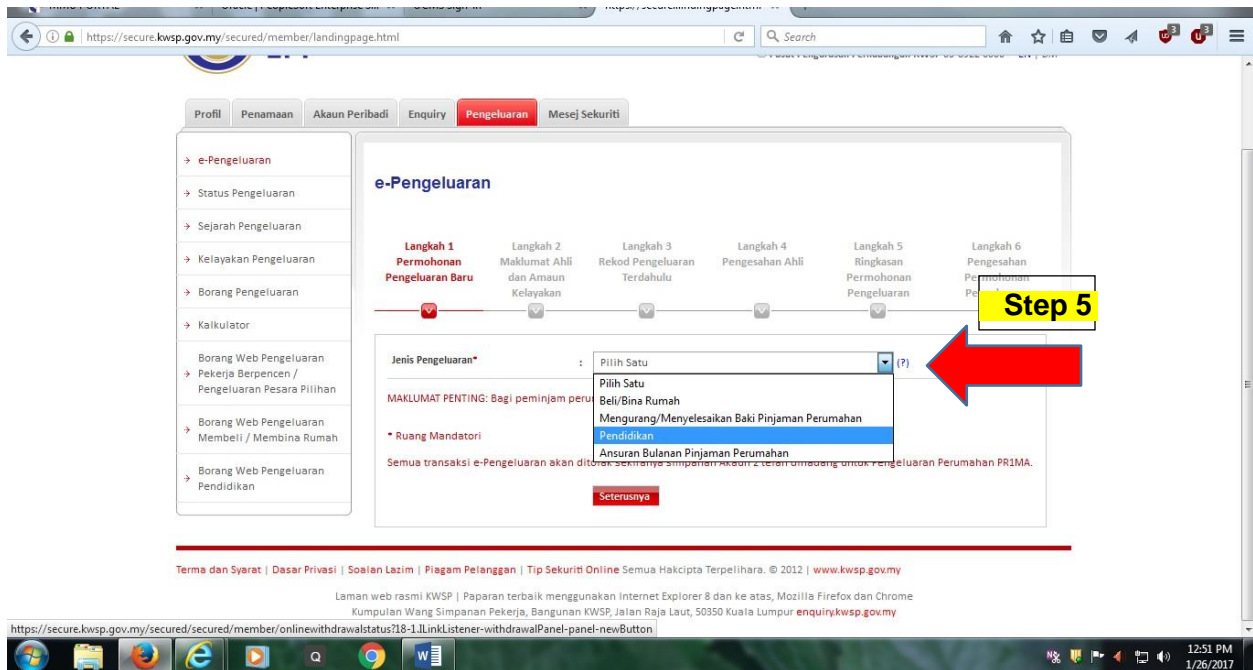 https://secure.kwsp.gov.my/secured/member/landingpage.html
Search
3
3
Profil Penamaan Akaun Peribadi Enquiry Pengeluaran Mesej Sekuriti
e-Pengeluaran
Status Pengeluaran
Sejarah Pengeluaran
Kelayakan Pengeluaran
Borang Pengeluaran
Kalkulator
Borang Web Pengeluaran
Pekerja Berpencen /
Pengeluaran Pesara Pilihan
Borang Web Pengeluaran
Membeli / Membina Rumah
Borang Web Pengeluaran
Pendidikan
e-Pengeluaran
Langkah 1
Permohonan
Pengeluaran Baru
Langkah 2
Maklumat Ahli
dan Amaun
Kelayakan
Langkah 3
Rekod Pengeluaran
Terdahulu
Langkah 4
Pengesahan Ahli
Langkah 5
Ringkasan
Permohonan
Pengeluaran
Langkah 6
Pengesahan
Permohonan
Step 5
Jenis Pengeluaran* : Pilih Satu (?)
Pilih Satu
Beli/Bina Rumah
Mengurang/Menyelesaikan Baki Pinjaman Perumahan
Pendidikan
Ansuran Bulanan Pinjaman Perumahan
MAKLUMAT PENTING: Bagi peminjam
* Ruang Mandatori
Semua transaksi e-Pengeluaran akan ditolak sekiranya simpanan Akaun 2 telah dipadang untuk Pengeluaran Perumahan PR1MA.
Seterusnya
Terma dan Syarat | Dasar Privasi | Soalan Lazim | Piagam Pelanggan | Tip Sekuriti Online Semua Hakcipta Terpelihara. © 2012 | www.kwsp.gov.my
Laman web rasmi KWSP | Paparan terbaik menggunakan Internet Explorer 8 dan ke atas, Mozilla Firefox dan Chrome
Kumpulan Wang Simpanan Pekerja, Bangunan KWSP, Jalan Raja Laut, 50350 Kuala Lumpur enquiry.kwsp.gov.my
https://secure.kwsp.gov.my/secured/secured/member/onlinewithdrawalstatus?18-1.ILinkListener-withdrawalPanel-panel-newButton
12:51 PM
1/26/2017